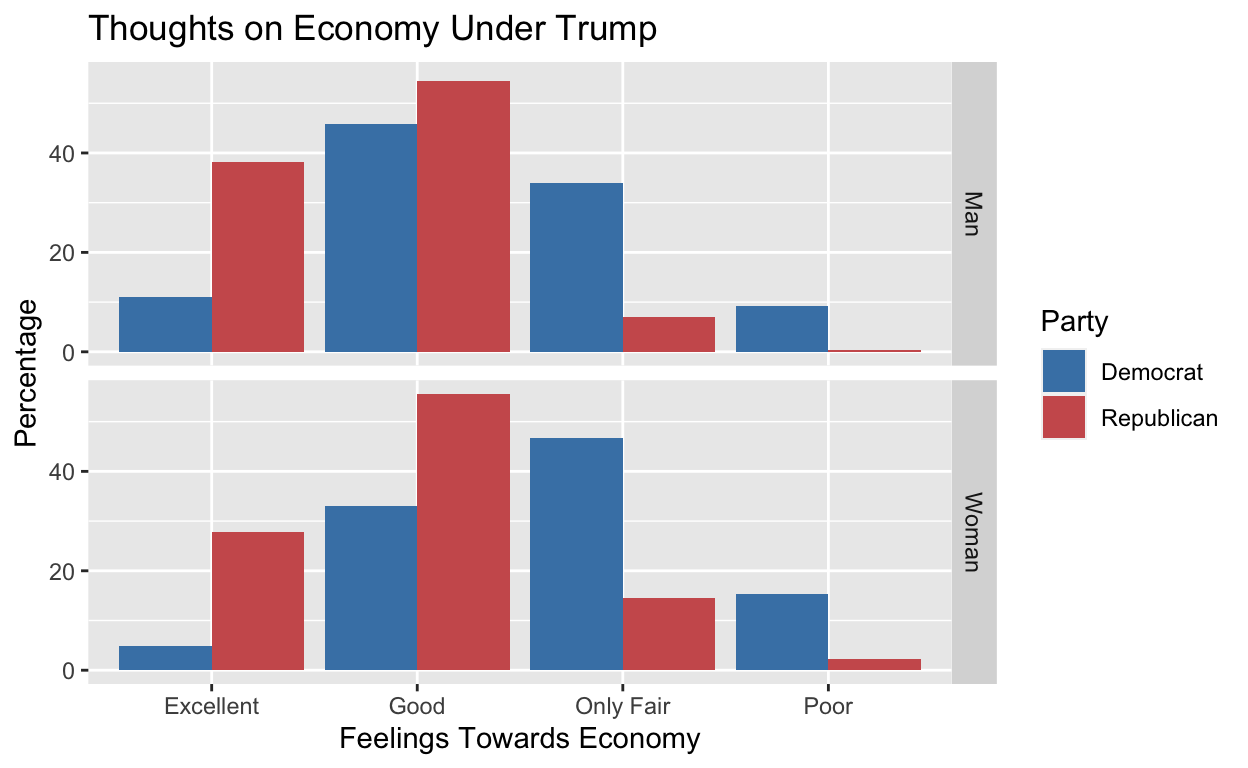 Thoughts on Economy Under Trump
Percentage
40
20
0
Man
40
20
0
Woman
Excellent Good Only Fair Poor
Feelings Towards Economy
Party
Democrat
Republican